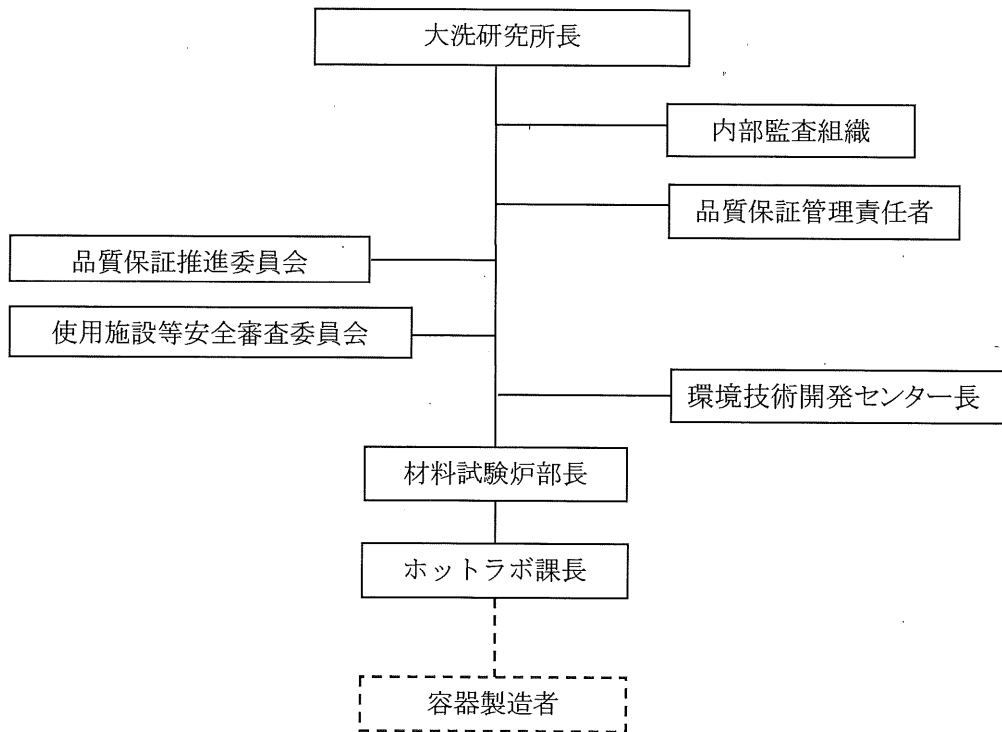 大洗研究所長
内部監査組織
品質保証管理責任者
品質保証推進委員会
使用施設等安全審査委員会
環境技術開発センター長
材料試験炉部長
ホットラボ課長
容器製造者